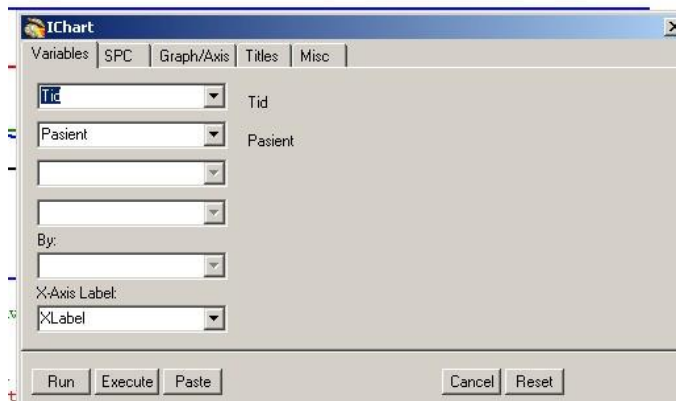 IChart
Variables SPC Graph/Axis Titles Misc
Tid Tid
Pasient Pasient
By:
X-Axis Label:
XLabel
Run Execute Paste Cancel Reset